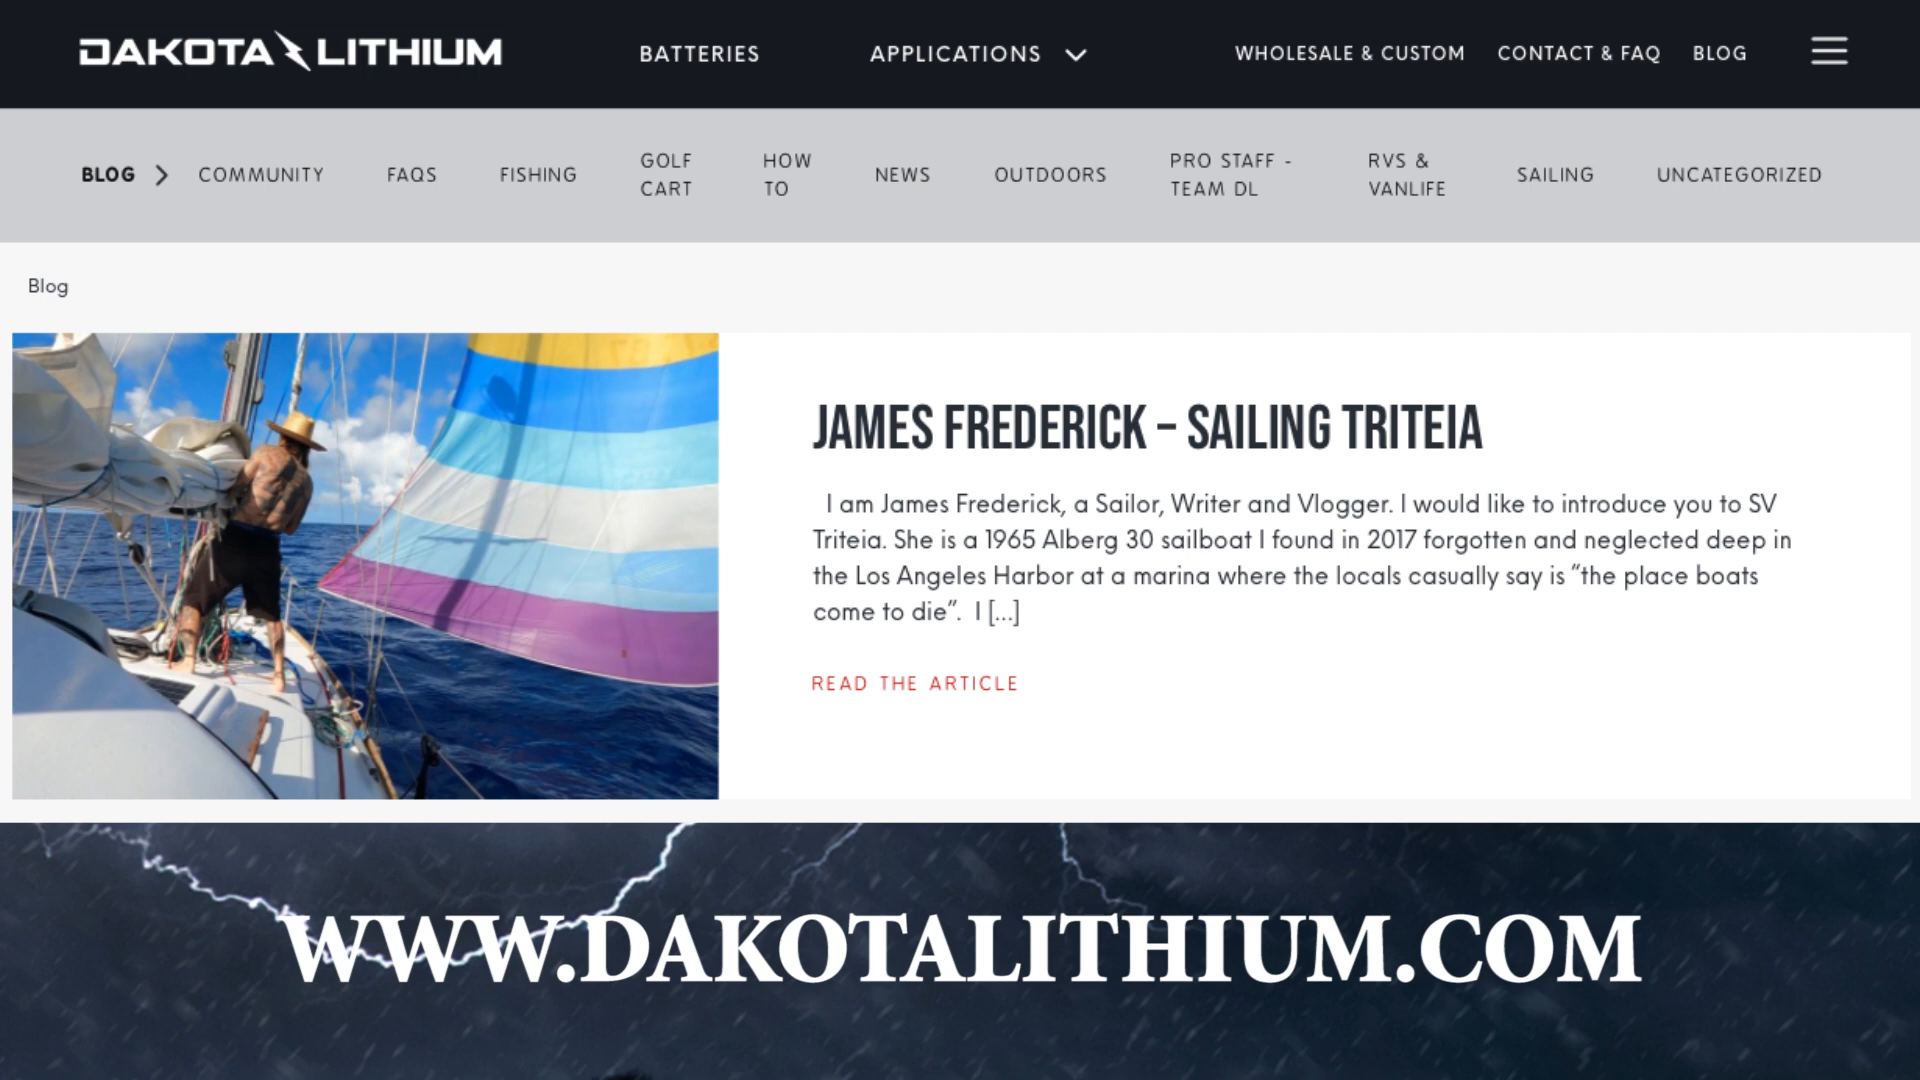 DAKOTA LITHIUM
BATTERIES
APPLICATIONS
WHOLESALE & CUSTOM
CONTACT & FAQ
BLOG
BLOG
COMMUNITY
FAQS
FISHING
GOLF
CART
HOW
TO
NEWS
OUTDOORS
PRO STAFF -
TEAM DL
RVS &
VANLIFE
SAILING
UNCATEGORIZED
Blog
JAMES FREDERICK – SAILING TRITEIA
I am James Frederick, a Sailor, Writer and Vlogger. I would like to introduce you to SV
Triteia. She is a 1965 Alberg 30 sailboat I found in 2017 forgotten and neglected deep in
the Los Angeles Harbor at a marina where the locals casually say is “the place boats
come to die”.  I [...]
READ THE ARTICLE
WWW.DAKOTALITHIUM.COM